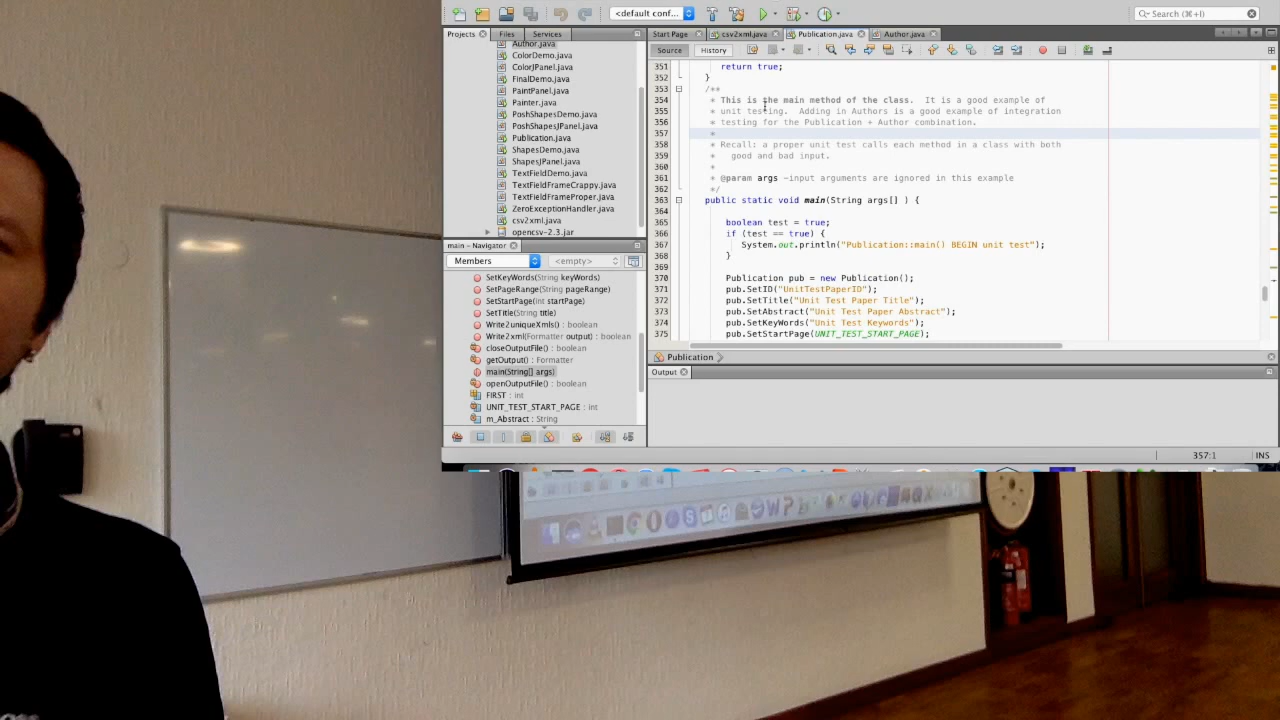 <default conf...
Search (⌘+I)
Projects
Files
Services
Start Page
csv2xml.java
Publication.java
Author.java
Source
History
Author.java
ColorDemo.java
ColorJPanel.java
FinalDemo.java
PaintPanel.java
Painter.java
PoshShapesDemo.java
PoshShapesJPanel.java
Publication.java
ShapesDemo.java
ShapesJPanel.java
TextFieldDemo.java
TextFieldFrameCrappy.java
TextFieldFrameProper.java
ZeroExceptionHandler.java
csv2xml.java
opencsv-2.3.jar
main - Navigator
Members
<empty>
SetKeyWords(String keyWords)
SetPageRange(String pageRange)
SetStartPage(int startPage)
SetTitle(String title)
Write2uniqueXmls() : boolean
Write2xml(Formatter output) : boolean
closeOutputFile() : boolean
getOutput() : Formatter
main(String[] args)
openOutputFile() : boolean
FIRST : int
UNIT_TEST_START_PAGE : int
m_Abstract : String
351 return true;
352 }
353 /**
354 * This is the main method of the class. It is a good example of
355 * unit testing. Adding in Authors is a good example of integration
356 * testing for the Publication + Author combination.
357 *
358 * Recall: a proper unit test calls each method in a class with both
359 * good and bad input.
360 *
361 * @param args -input arguments are ignored in this example
362 */
363 public static void main(String args[] ) {
364
365 boolean test = true;
366 if (test == true) {
367 System.out.println("Publication::main() BEGIN unit test");
368 }
369
370 Publication pub = new Publication();
371 pub.SetID("UnitTestPaperID");
372 pub.SetTitle("Unit Test Paper Title");
373 pub.SetAbstract("Unit Test Paper Abstract");
374 pub.SetKeyWords("Unit Test Keywords");
375 pub.SetStartPage(UNIT_TEST_START_PAGE);
Publication
Output
357:1
INS